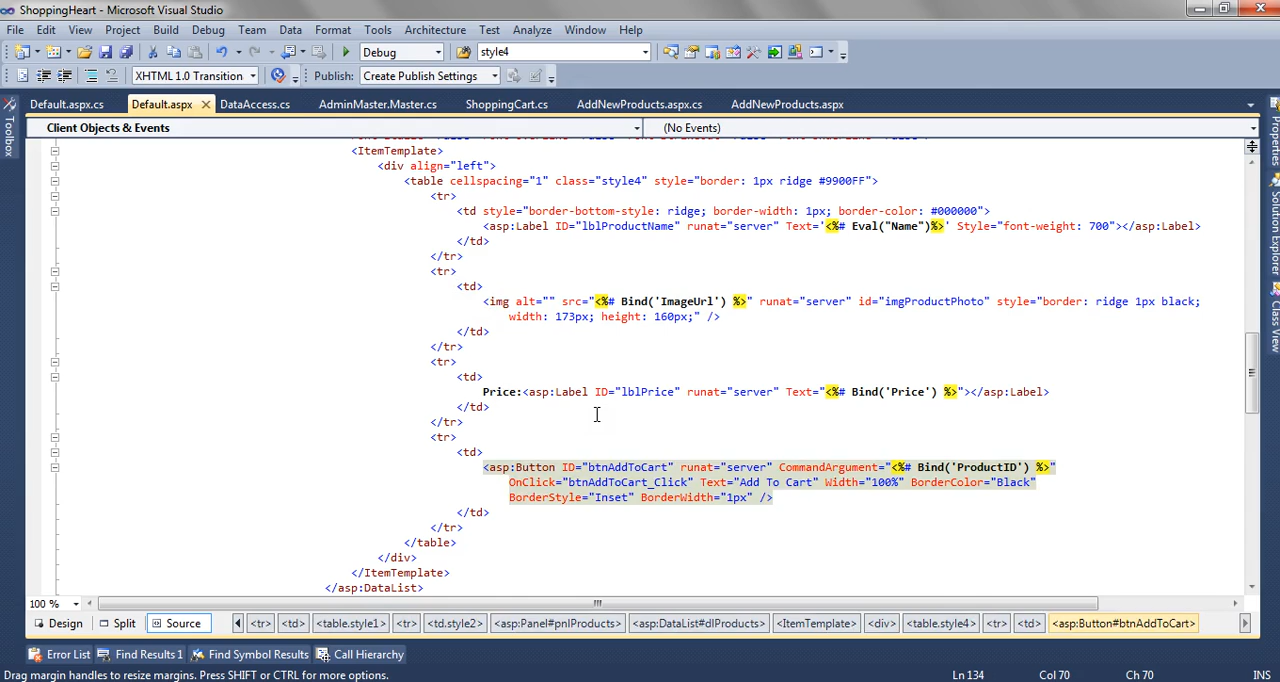 ShoppingHeart - Microsoft Visual Studio
File Edit View Project Build Debug Team Data Format Tools Architecture Test Analyze Window Help
Debug style4
XHTML 1.0 Transition Publish: Create Publish Settings
Default.aspx.cs Default.aspx DataAccess.cs AdminMaster.Master.cs ShoppingCart.cs AddNewProducts.aspx.cs AddNewProducts.aspx
Client Objects & Events (No Events)
<ItemTemplate>
<div align="left">
<table cellspacing="1" class="style4" style="border: 1px ridge #9900FF">
<tr>
<td style="border-bottom-style: ridge; border-width: 1px; border-color: #000000">
<asp:Label ID="lblProductName" runat="server" Text='<%# Eval("Name")%>' Style="font-weight: 700"></asp:Label>
</td>
</tr>
<tr>
<td>
<img alt="" src="<%# Bind('ImageUrl') %>" runat="server" id="imgProductPhoto" style="border: ridge 1px black;
width: 173px; height: 160px;" />
</td>
</tr>
<tr>
<td>
Price:<asp:Label ID="lblPrice" runat="server" Text="<%# Bind('Price') %>"></asp:Label>
</td>
</tr>
<tr>
<td>
<asp:Button ID="btnAddToCart" runat="server" CommandArgument="<%# Bind('ProductID') %>"
OnClick="btnAddToCart_Click" Text="Add To Cart" Width="100%" BorderColor="Black"
BorderStyle="Inset" BorderWidth="1px" />
</td>
</tr>
</table>
</div>
</ItemTemplate>
</asp:DataList>
100 %
Design Split Source <tr> <td> <table.style1> <tr> <td.style2> <asp:Panel#pnlProducts> <asp:DataList#dlProducts> <ItemTemplate> <div> <table.style4> <tr> <td> <asp:Button#btnAddToCart>
Error List Find Results 1 Find Symbol Results Call Hierarchy
Drag margin handles to resize margins. Press SHIFT or CTRL for more options. Ln 134 Col 70 Ch 70 INS
Toolbox
Properties
Solution Explorer
Class View